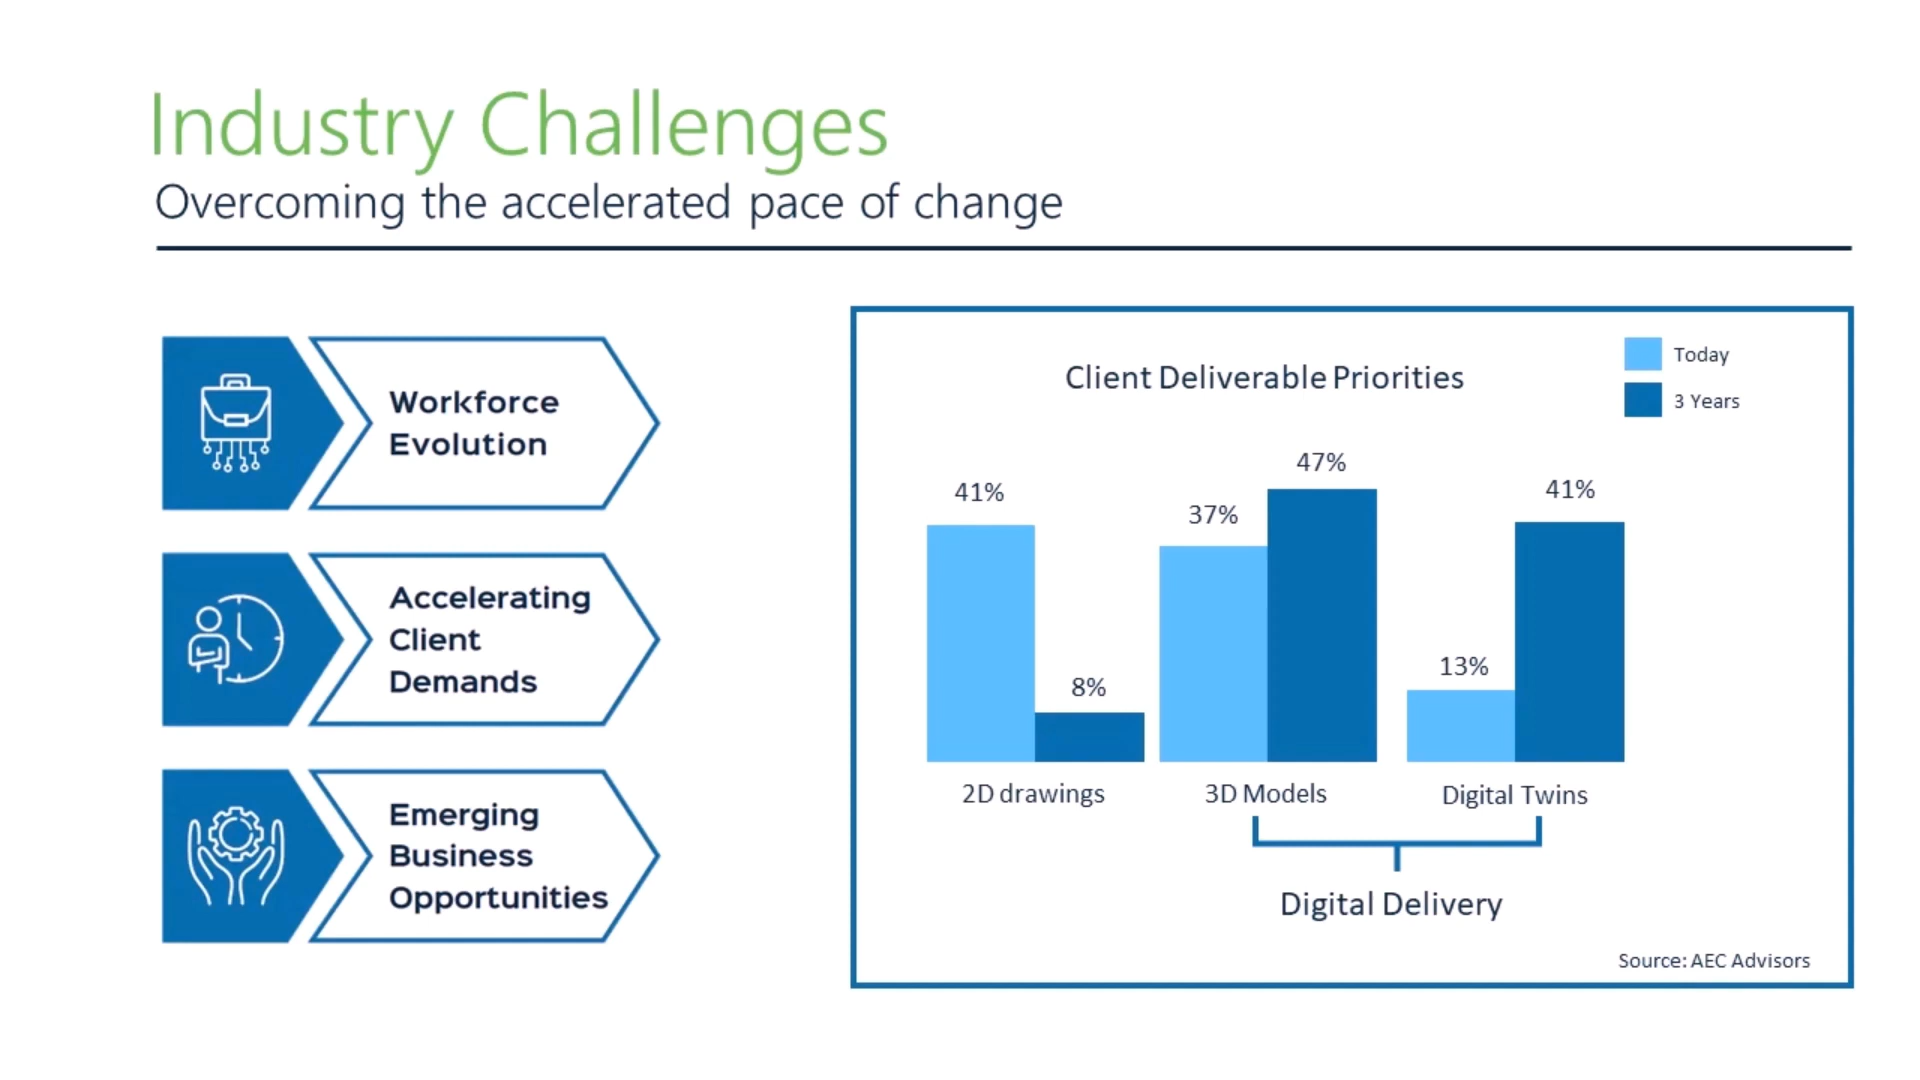 Industry Challenges
Overcoming the accelerated pace of change
Workforce
Evolution
Accelerating
Client
Demands
Emerging
Business
Opportunities
Client Deliverable Priorities
Today
3 Years
41%
8%
37%
47%
13%
41%
2D drawings
3D Models
Digital Twins
Digital Delivery
Source: AEC Advisors